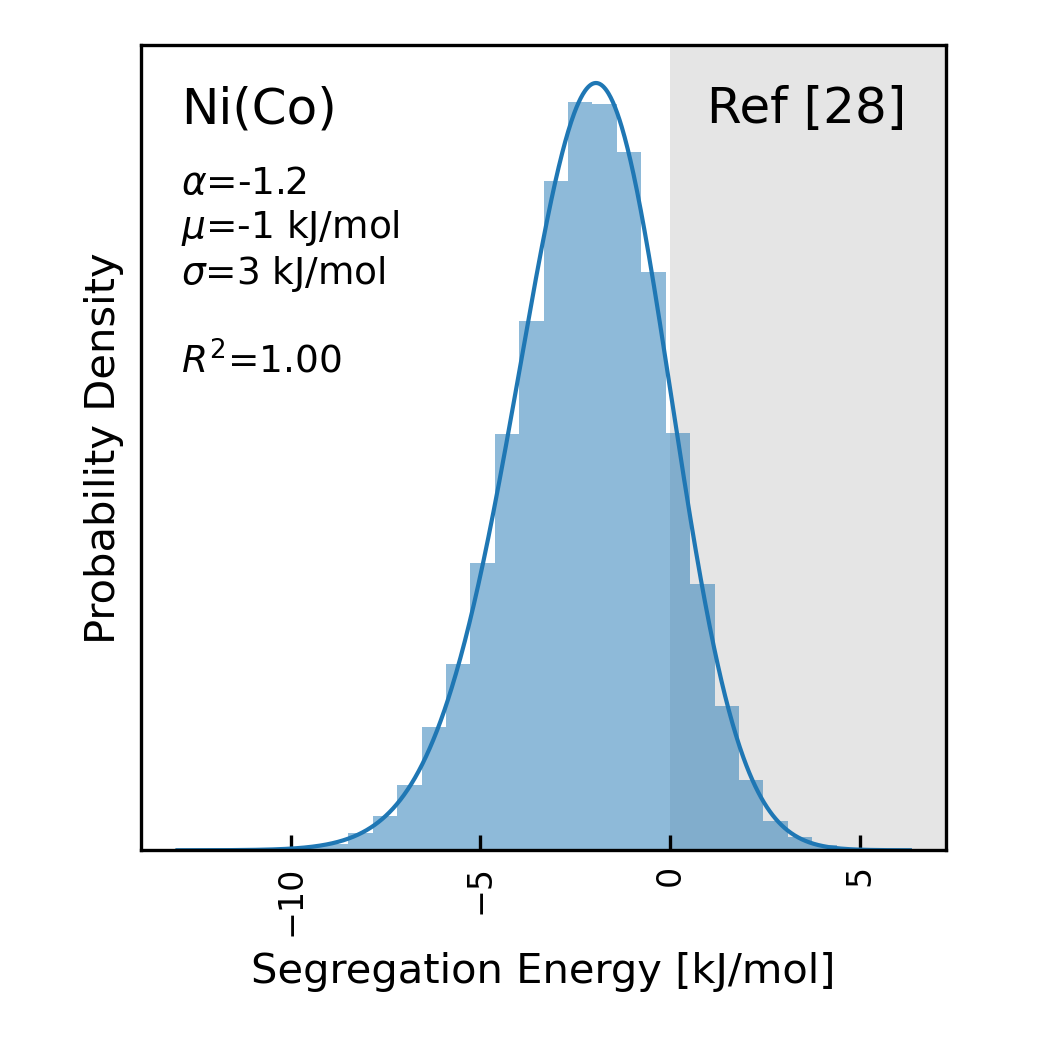 Ni(Co)
Ref [28]
α=-1.2
μ=-1 kJ/mol
σ=3 kJ/mol
R²=1.00
Probability Density
−10
−5
0
5
Segregation Energy [kJ/mol]